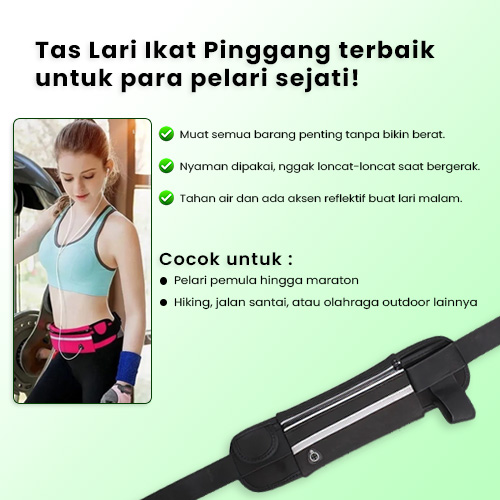 Tas Lari Ikat Pinggang terbaik
untuk para pelari sejati!
Muat semua barang penting tanpa bikin berat.
Nyaman dipakai, nggak loncat-loncat saat bergerak.
Tahan air dan ada aksen reflektif buat lari malam.
Cocok untuk :
Pelari pemula hingga maraton
Hiking, jalan santai, atau olahraga outdoor lainnya